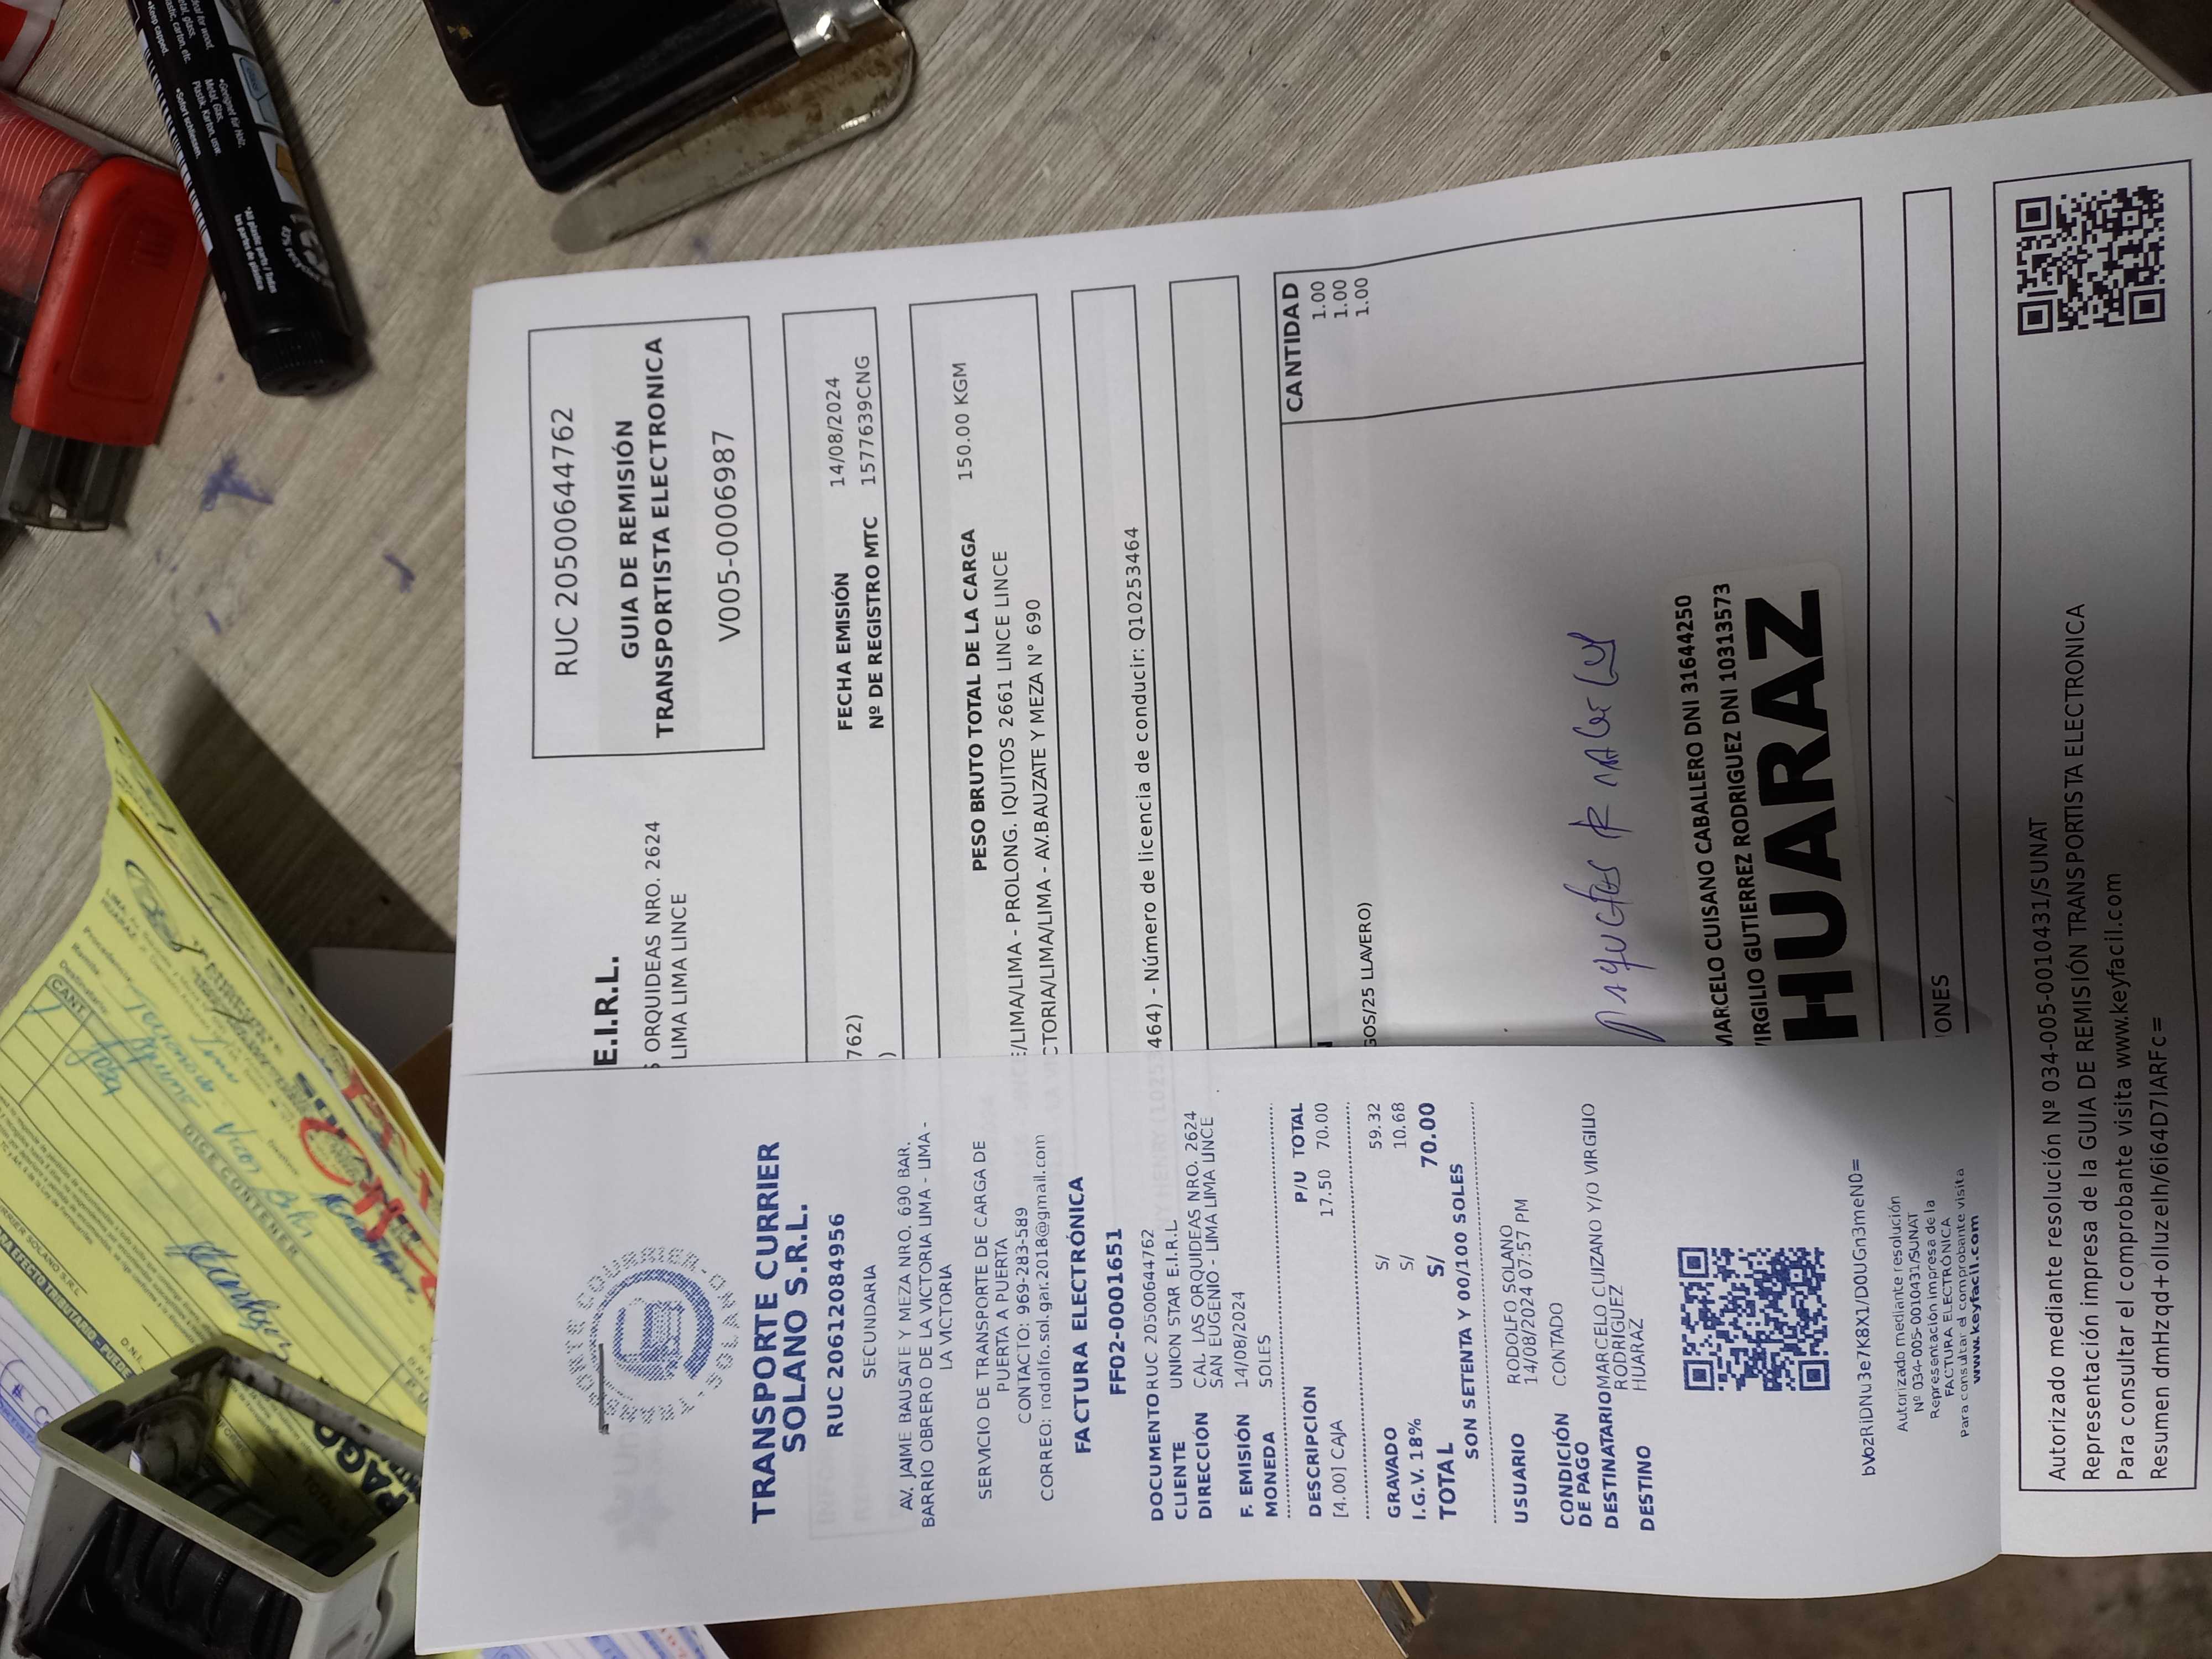 TRANSPORTE CURRIER
SOLANO S.R.L.
RUC 20612084956
SECUNDARIA
AV. JAIME BAUSATE Y MEZA NRO. 690 BAR.
BARRIO OBRERO DE LA VICTORIA LIMA - LIMA -
LA VICTORIA
SERVICIO DE TRANSPORTE DE CARGA DE
PUERTA A PUERTA
CONTACTO: 969-283-589
CORREO: rodolfo.sol.gar.2018@gmail.com
FACTURA ELECTRÓNICA
FF02-0001651
DOCUMENTO RUC 20500644762
CLIENTE UNION STAR E.I.R.L.
DIRECCIÓN CAL. LAS ORQUIDEAS NRO. 2624
SAN EUGENIO - LIMA LIMA LINCE
F. EMISIÓN 14/08/2024
MONEDA SOLES
DESCRIPCIÓN P/U TOTAL
[4.00] CAJA 17.50 70.00
GRAVADO S/ 59.32
I.G.V. 18% S/ 10.68
TOTAL S/ 70.00
SON SETENTA Y 00/100 SOLES
USUARIO RODOLFO SOLANO
14/08/2024 07:57 PM
CONDICIÓN DE PAGO CONTADO
DESTINATARIO MARCELO CUIZANO Y/O VIRGILIO
RODRIGUEZ
DESTINO HUARAZ
bVbzRiDNu3e7K8X1/D0UGn3meN0=
Autorizado mediante resolución
Nº 034-005-0010431/SUNAT
Representación impresa de la
FACTURA ELECTRÓNICA
Para consultar el comprobante visita
www.keyfacil.com
E.I.R.L.
ORQUIDEAS NRO. 2624
LIMA LIMA LINCE
RUC 20500644762
GUIA DE REMISIÓN
TRANSPORTISTA ELECTRONICA
V005-0006987
762)
)
FECHA EMISIÓN 14/08/2024
Nº DE REGISTRO MTC 1577639CNG
PESO BRUTO TOTAL DE LA CARGA 150.00 KGM
E/LIMA/LIMA - PROLONG. IQUITOS 2661 LINCE LINCE
CTORIA/LIMA/LIMA - AV.BAUZATE Y MEZA N° 690
464) - Número de licencia de conducir: Q10253464
CANTIDAD
1.00
1.00
GOS/25 LLAVERO) 1.00
MARCELO CUISANO CABALLERO DNI 31644250
VIRGILIO GUTIERREZ RODRIGUEZ DNI 10313573
HUARAZ
ONES
Autorizado mediante resolución Nº 034-005-0010431/SUNAT
Representación impresa de la GUIA DE REMISIÓN TRANSPORTISTA ELECTRONICA
Para consultar el comprobante visita www.keyfacil.com
Resumen dmHzqd+olluzelh/6i64D7lARFc=
CANT.
DICE CONTENER
PAGO